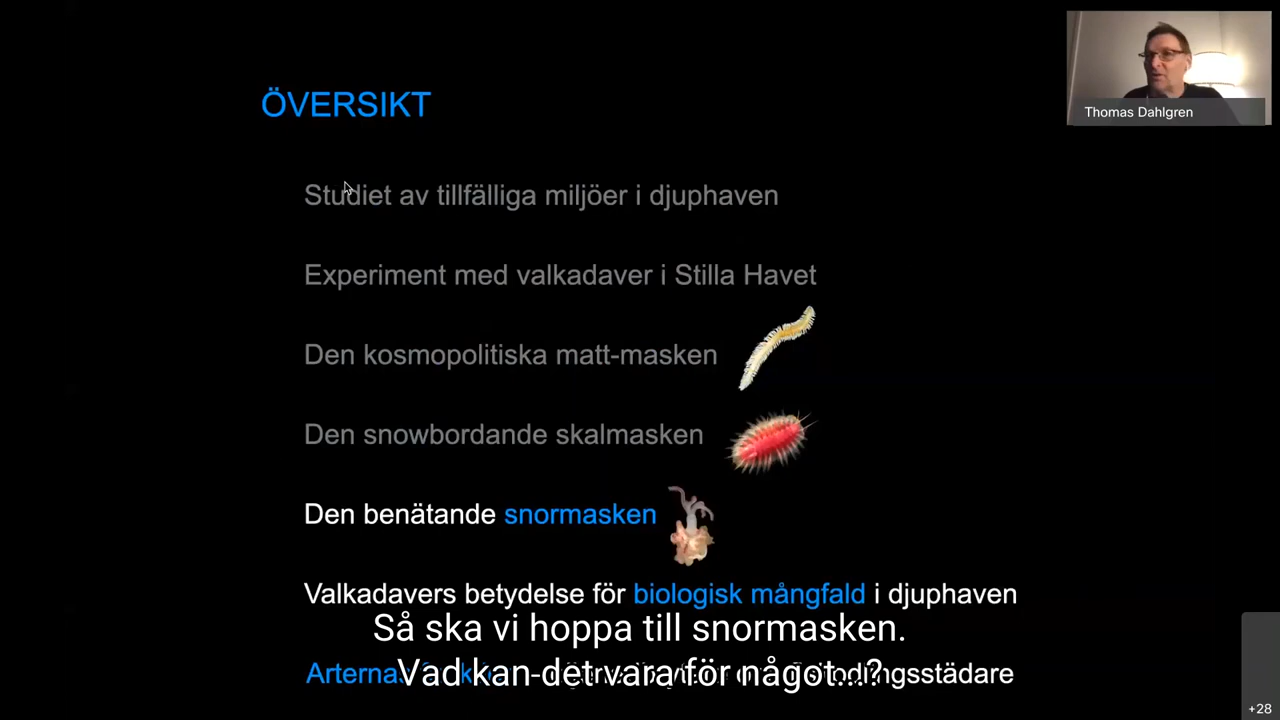 ÖVERSIKT
Thomas Dahlgren
Studiet av tillfälliga miljöer i djuphaven
Experiment med valkadaver i Stilla Havet
Den kosmopolitiska matt-masken
Den snowbordande skalmasken
Den benätande snormasken
Valkadavers betydelse för biologisk mångfald i djuphaven
Så ska vi hoppa till snormasken.
Vad kan det vara för något...?
Arternas
+28